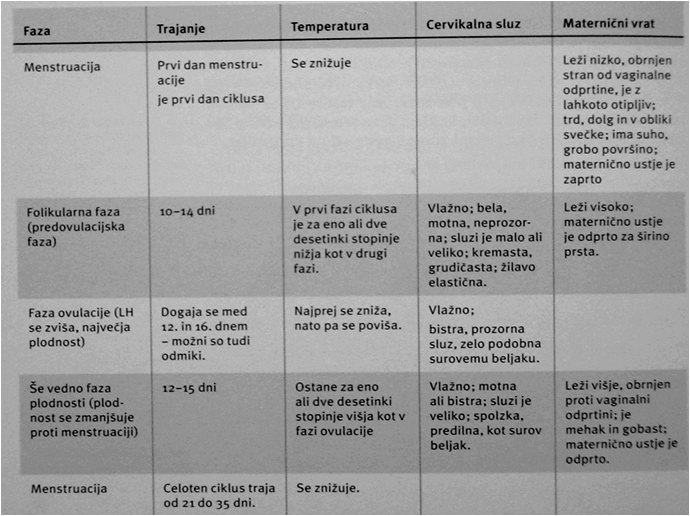 Faza Trajanje Temperatura Cervikalna sluz Maternični vrat
Menstruacija
Prvi dan menstru-
acije
je prvi dan ciklusa
Se znižuje
Leži nizko, obrnjen
stran od vaginalne
odprtine, je z
lahkoto otipljiv;
trd, dolg in v obliki
svečke; ima suho,
grobo površino;
maternično ustje je
zaprto
Folikularna faza
(predovulacijska
faza)
10–14 dni
V prvi fazi ciklusa
je za eno ali dve
desetinki stopinje
nižja kot v drugi
fazi.
Vlažno; bela,
motna, neprozor-
na; sluzi je malo ali
veliko; kremasta,
grudičasta; žilavo
elastična.
Leži visoko;
maternično ustje
je odprto za širino
prsta.
Faza ovulacije (LH
se zviša, največja
plodnost)
Dogaja se med
12. in 16. dnem
– možni so tudi
odmiki.
Najprej se zniža,
nato pa se poviša.
Vlažno;
bistra, prozorna
sluz, zelo podobna
surovemu beljaku.
Še vedno faza
plodnosti (plod-
nost se zmanjšuje
proti menstruaciji)
12–15 dni
Ostane za eno
ali dve desetinki
stopinje višja kot v
fazi ovulacije
Vlažno; motna
ali bistra; sluzi je
veliko; spolzka,
predilna, kot surov
beljak.
Leži višje, obrnjen
proti vaginalni
odprtini; je
mehak in gobast;
maternično ustje je
odprto.
Menstruacija
Celoten ciklus traja
od 21 do 35 dni.
Se znižuje.